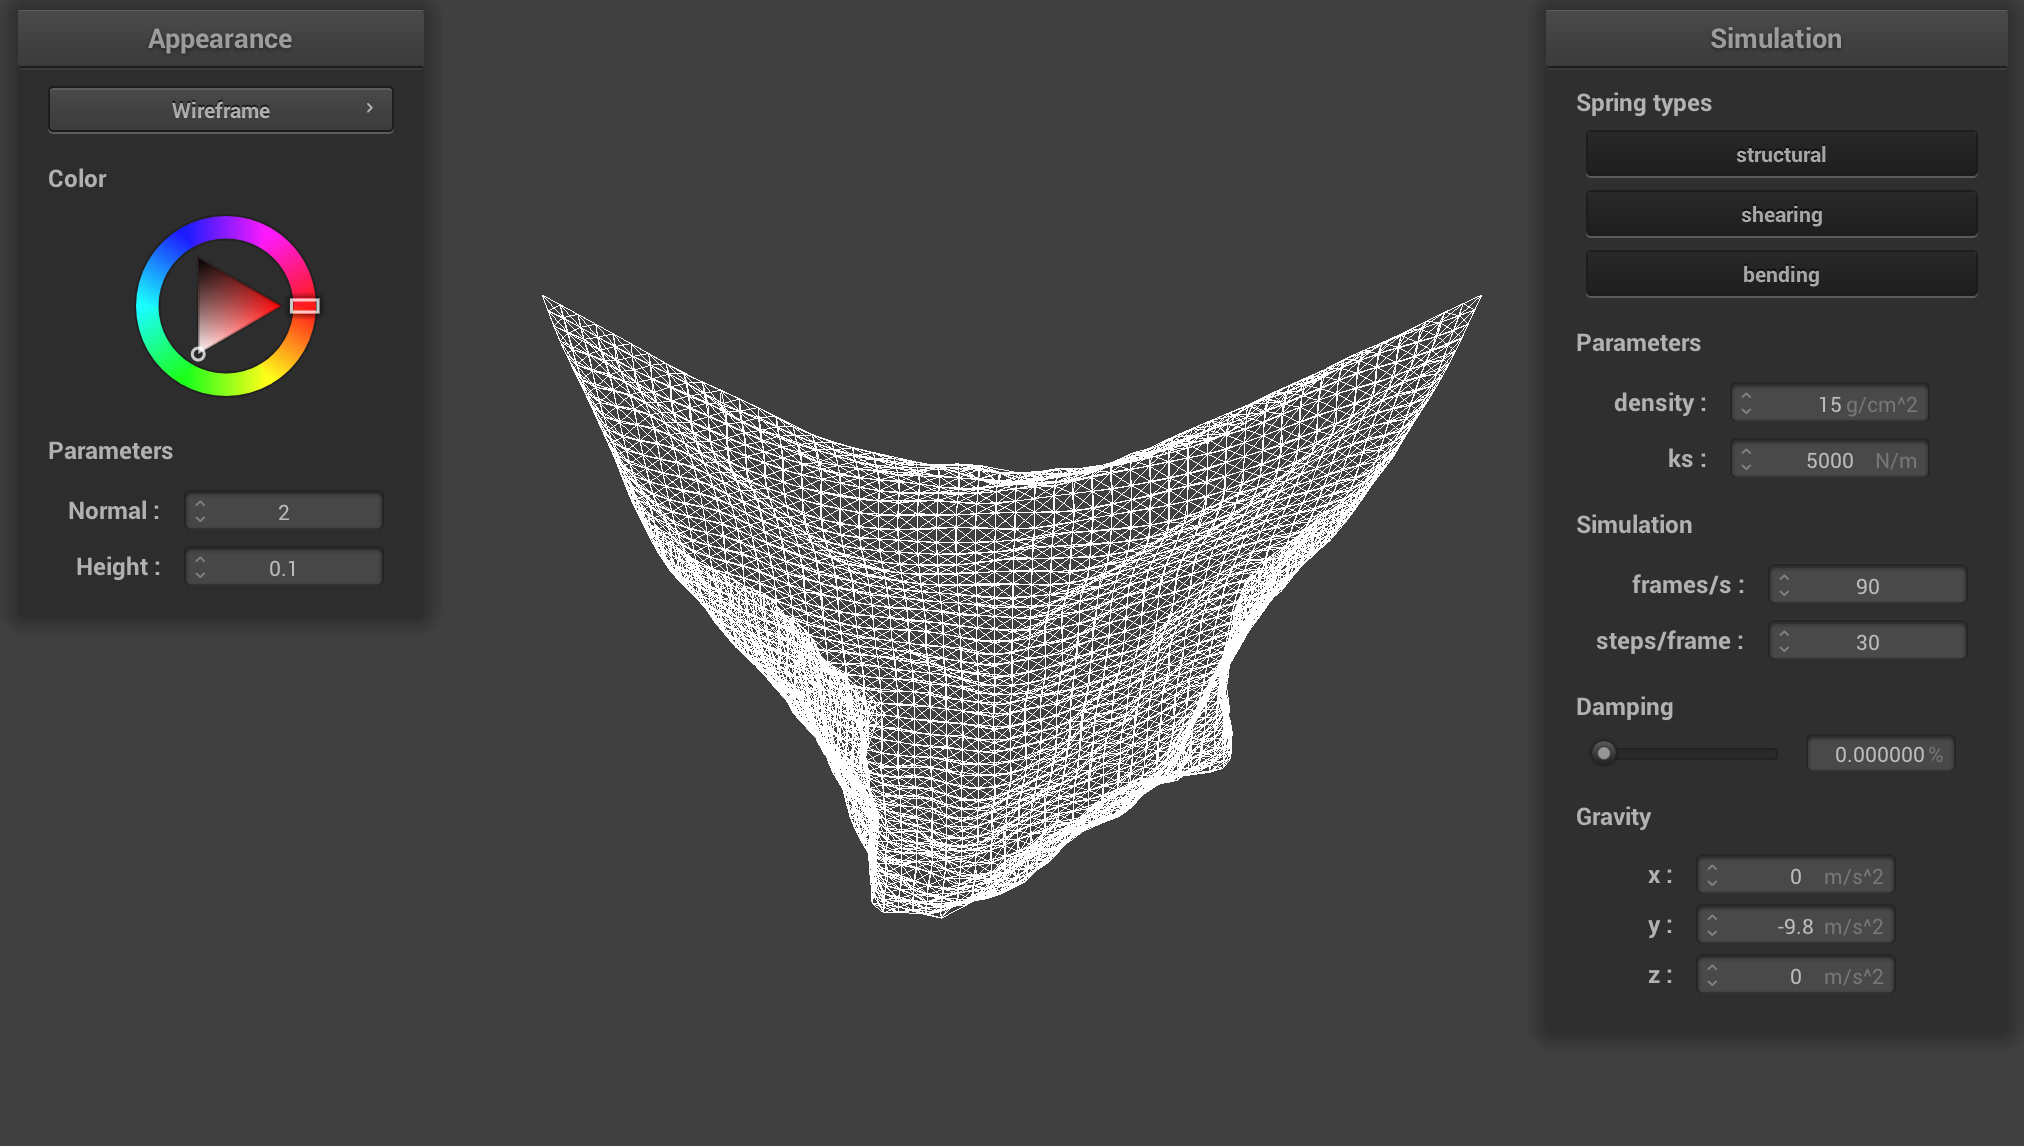 Appearance
Wireframe
Color
Parameters
Normal : 2
Height : 0.1
Simulation
Spring types
structural
shearing
bending
Parameters
density : 15 g/cm^2
ks : 5000 N/m
Simulation
frames/s : 90
steps/frame : 30
Damping
0.000000 %
Gravity
x : 0 m/s^2
y : -9.8 m/s^2
z : 0 m/s^2